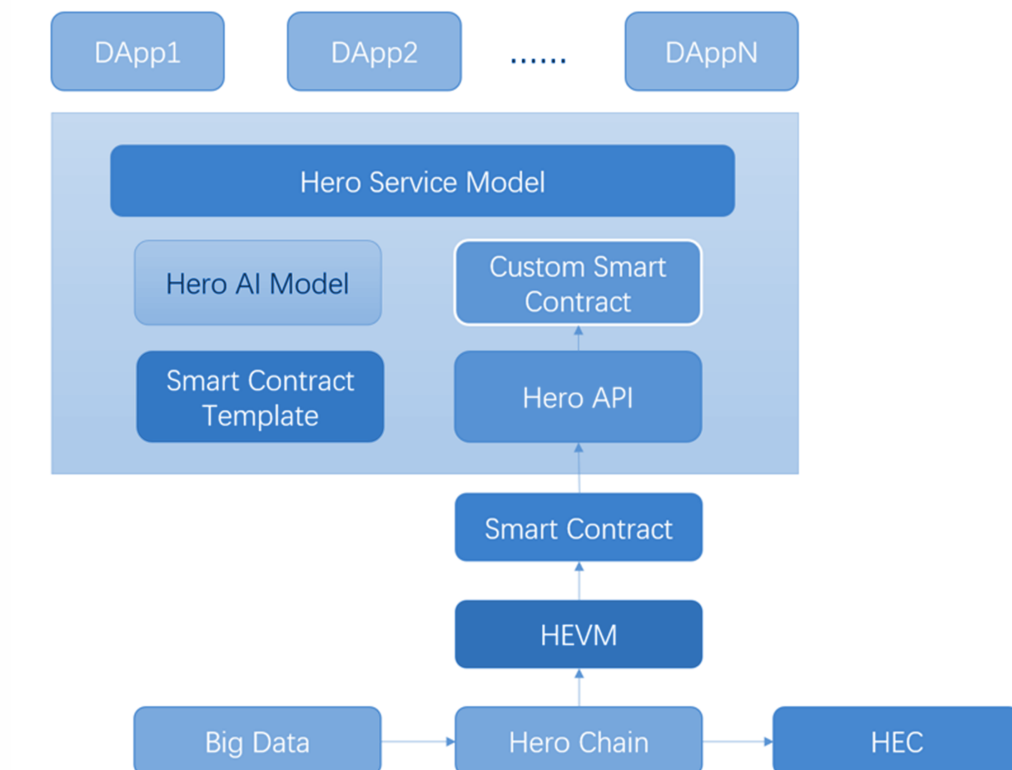 DApp1
DApp2
......
DAppN
Hero Service Model
Hero AI Model
Custom Smart
Contract
Smart Contract
Template
Hero API
Smart Contract
HEVM
Big Data
Hero Chain
HEC